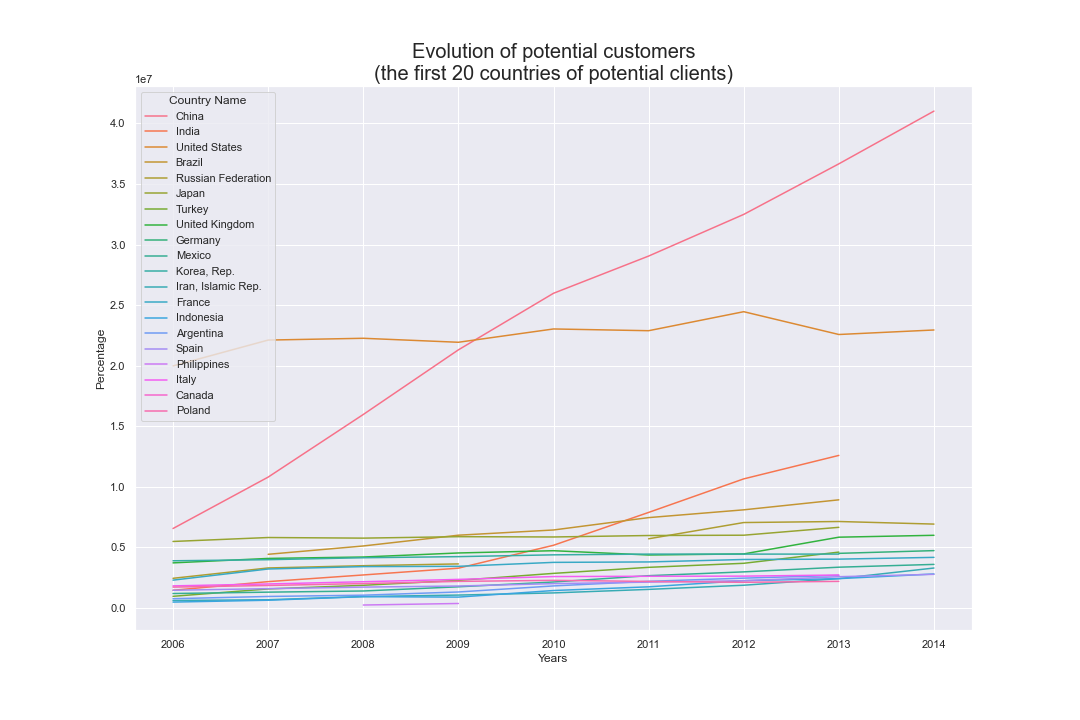 Evolution of potential customers
(the first 20 countries of potential clients)
1e7
Country Name
China
India
United States
Brazil
Russian Federation
Japan
Turkey
United Kingdom
Germany
Mexico
Korea, Rep.
Iran, Islamic Rep.
France
Indonesia
Argentina
Spain
Philippines
Italy
Canada
Poland
4.0
3.5
3.0
2.5
2.0
1.5
1.0
0.5
0.0
Percentage
2006 2007 2008 2009 2010 2011 2012 2013 2014
Years